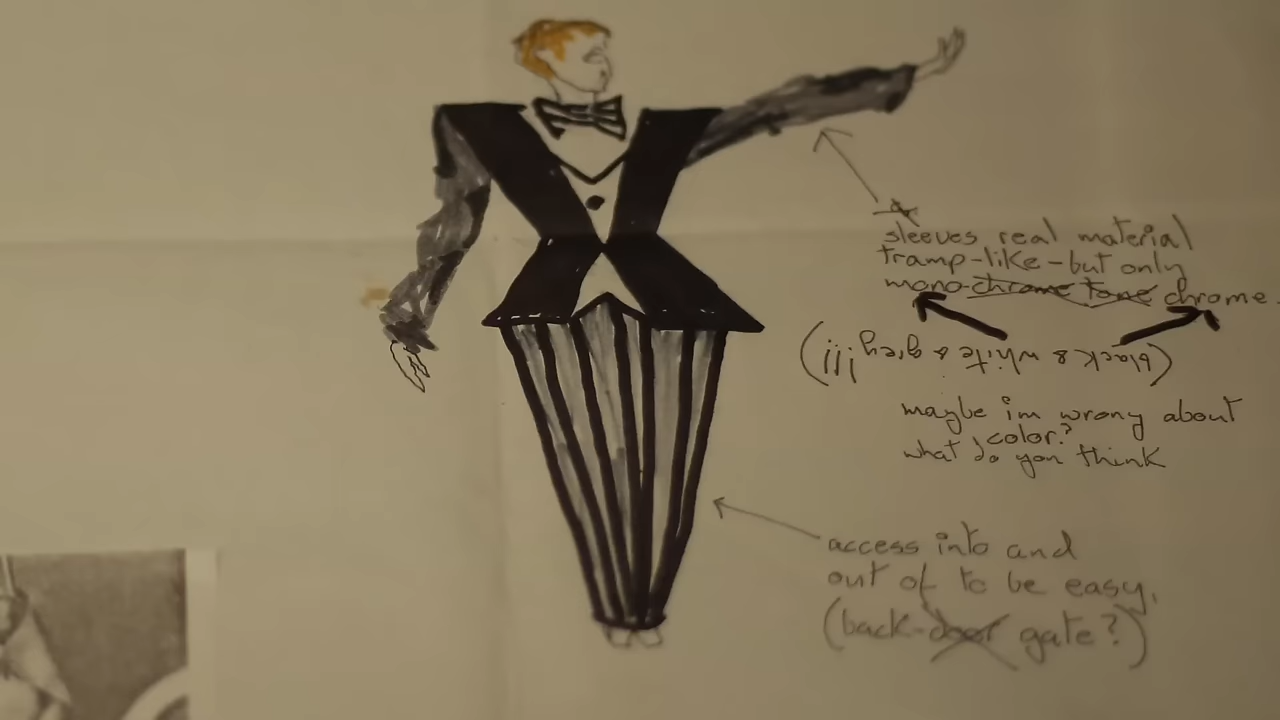 sleeves real material
tramp-like-but only
mono-chrome tone chrome.
(black & white & grey!!!)
maybe im wrong about
color?
what do you think
access into and
out of to be easy.
(back-door gate?)